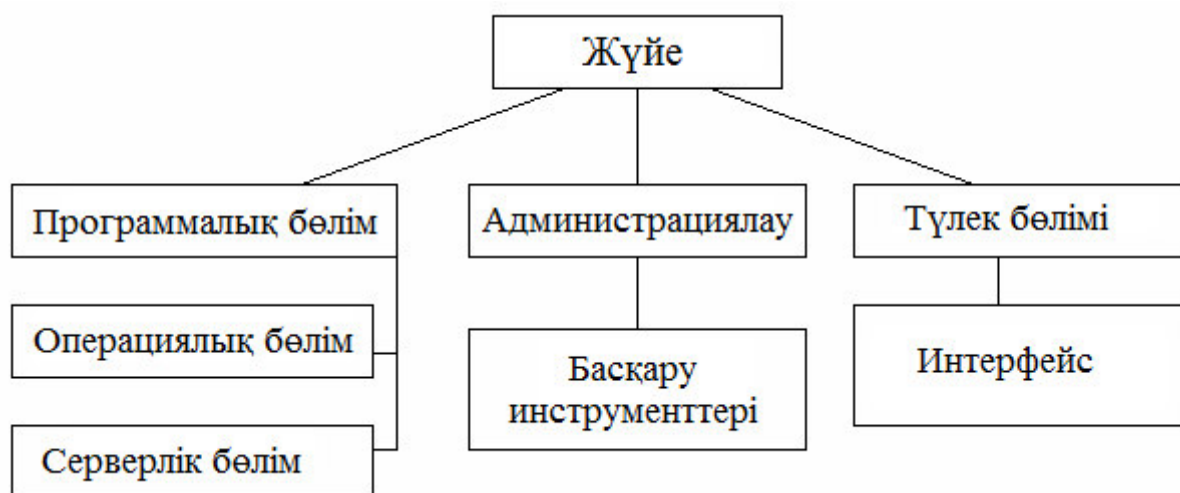 Жүйе
Программалық бөлім
Администрациялау
Түлек бөлімі
Операциялық бөлім
Басқару
инструменттері
Интерфейс
Серверлік бөлім